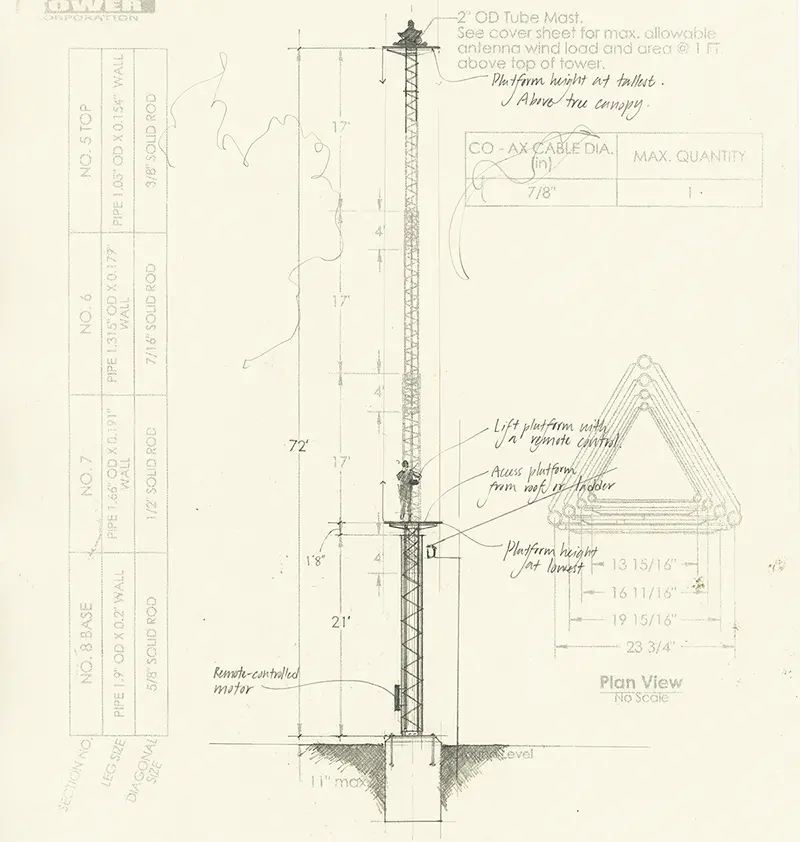 TOWER
CORPORATION
2" OD Tube Mast.
See cover sheet for max. allowable
antenna wind load and area @ 1 FT.
above top of tower.
Platform height at tallest.
Above tree canopy.
CO - AX CABLE DIA.
(in)
MAX. QUANTITY
7/8"
1
NO. 5 TOP
PIPE 1.05" OD X 0.154" WALL
3/8" SOLID ROD
NO. 6
PIPE 1.315" OD X 0.179"
WALL
7/16" SOLID ROD
NO. 7
PIPE 1.66" OD X 0.191"
WALL
1/2" SOLID ROD
NO. 8 BASE
PIPE 1.9" OD X 0.2" WALL
5/8" SOLID ROD
SECTION NO.
LEG SIZE
DIAGONAL
SIZE
17'
4'
17'
4'
72'
17'
1'8"
4'
21'
Lift platform with
a remote control.
Access platform
from roof or ladder
Platform height
at lowest
Remote-controlled
motor
11" max
Level
13 15/16"
16 11/16"
19 15/16"
23 3/4"
Plan View
No Scale